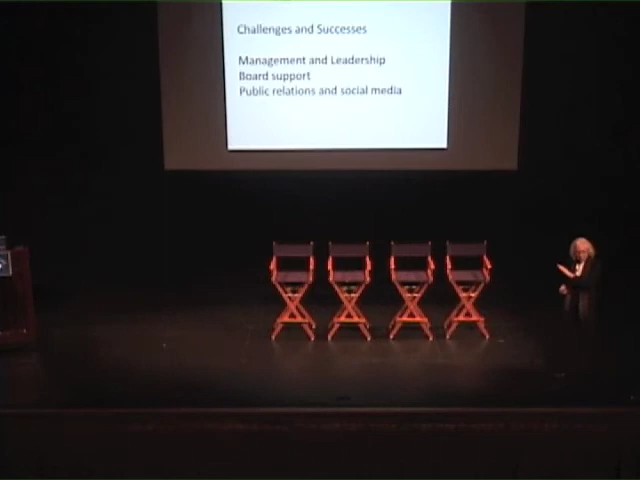 Challenges and Successes
Management and Leadership
Board support
Public relations and social media